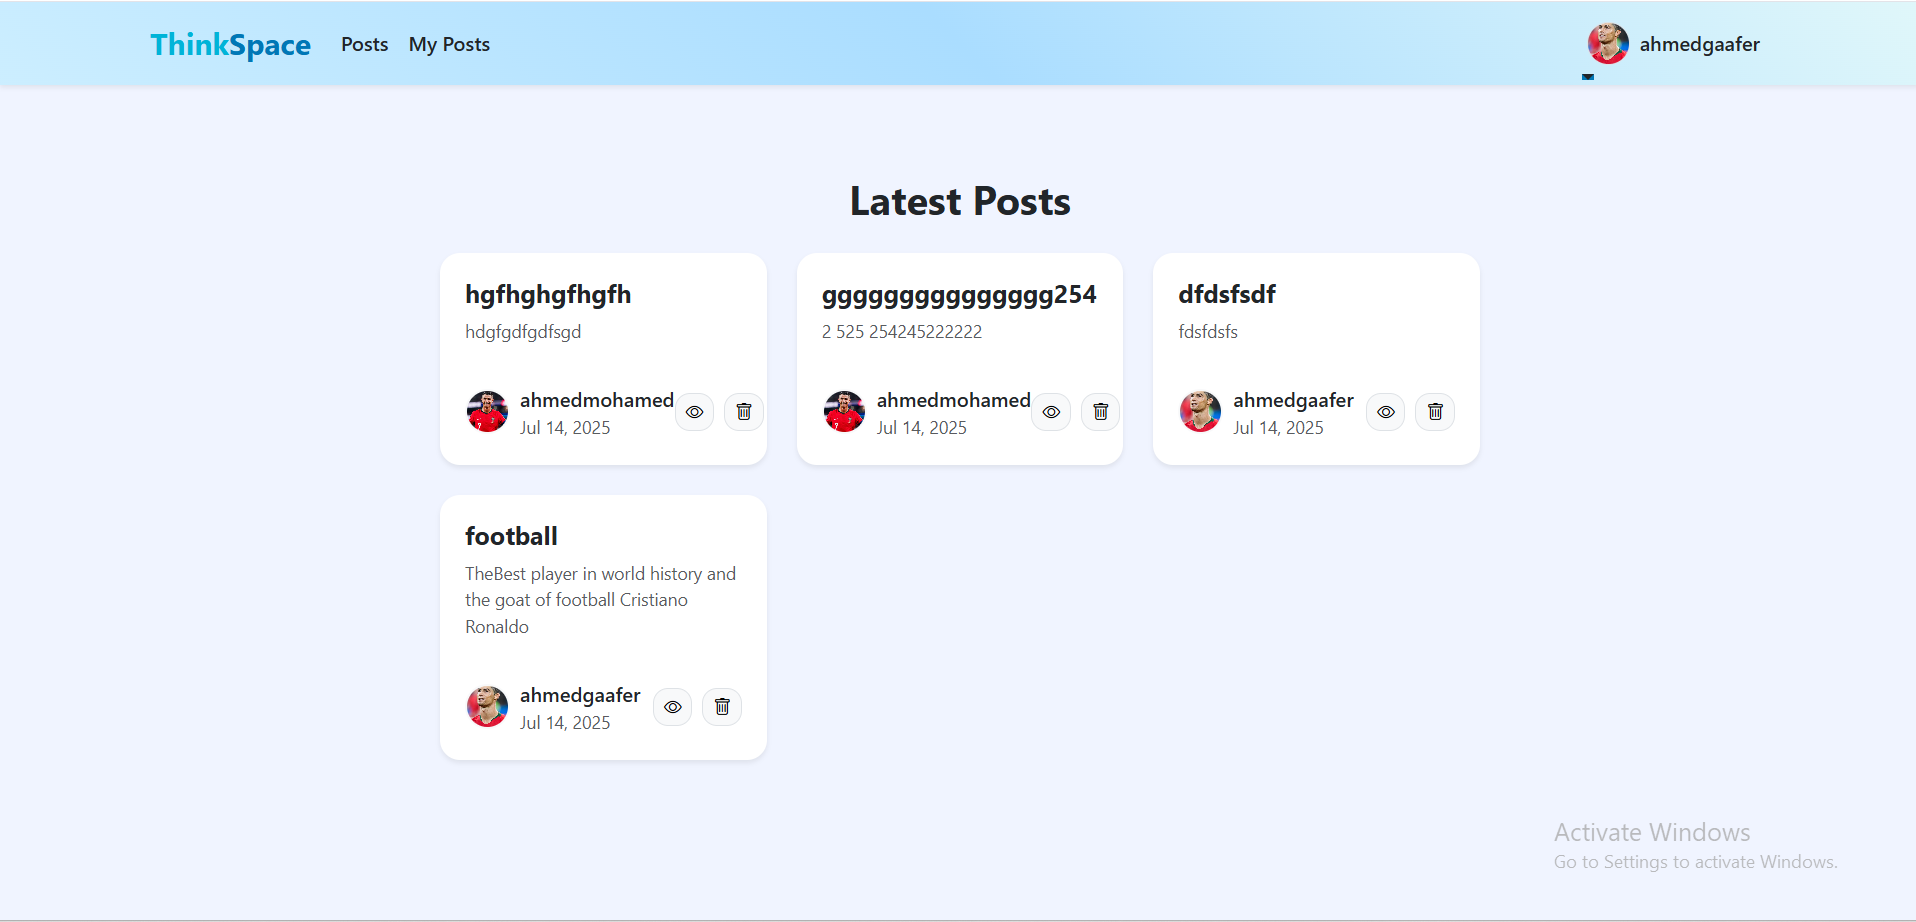 ThinkSpace Posts My Posts ahmedgaafer
Latest Posts
hgfhghgfhgfh
hdgfgdfgdfsgd
ahmedmohamed
Jul 14, 2025
ggggggggggggggg254
2 525 254245222222
ahmedmohamed
Jul 14, 2025
dfdsfsdf
fdsfdsfs
ahmedgaafer
Jul 14, 2025
football
TheBest player in world history and
the goat of football Cristiano
Ronaldo
ahmedgaafer
Jul 14, 2025
Activate Windows
Go to Settings to activate Windows.